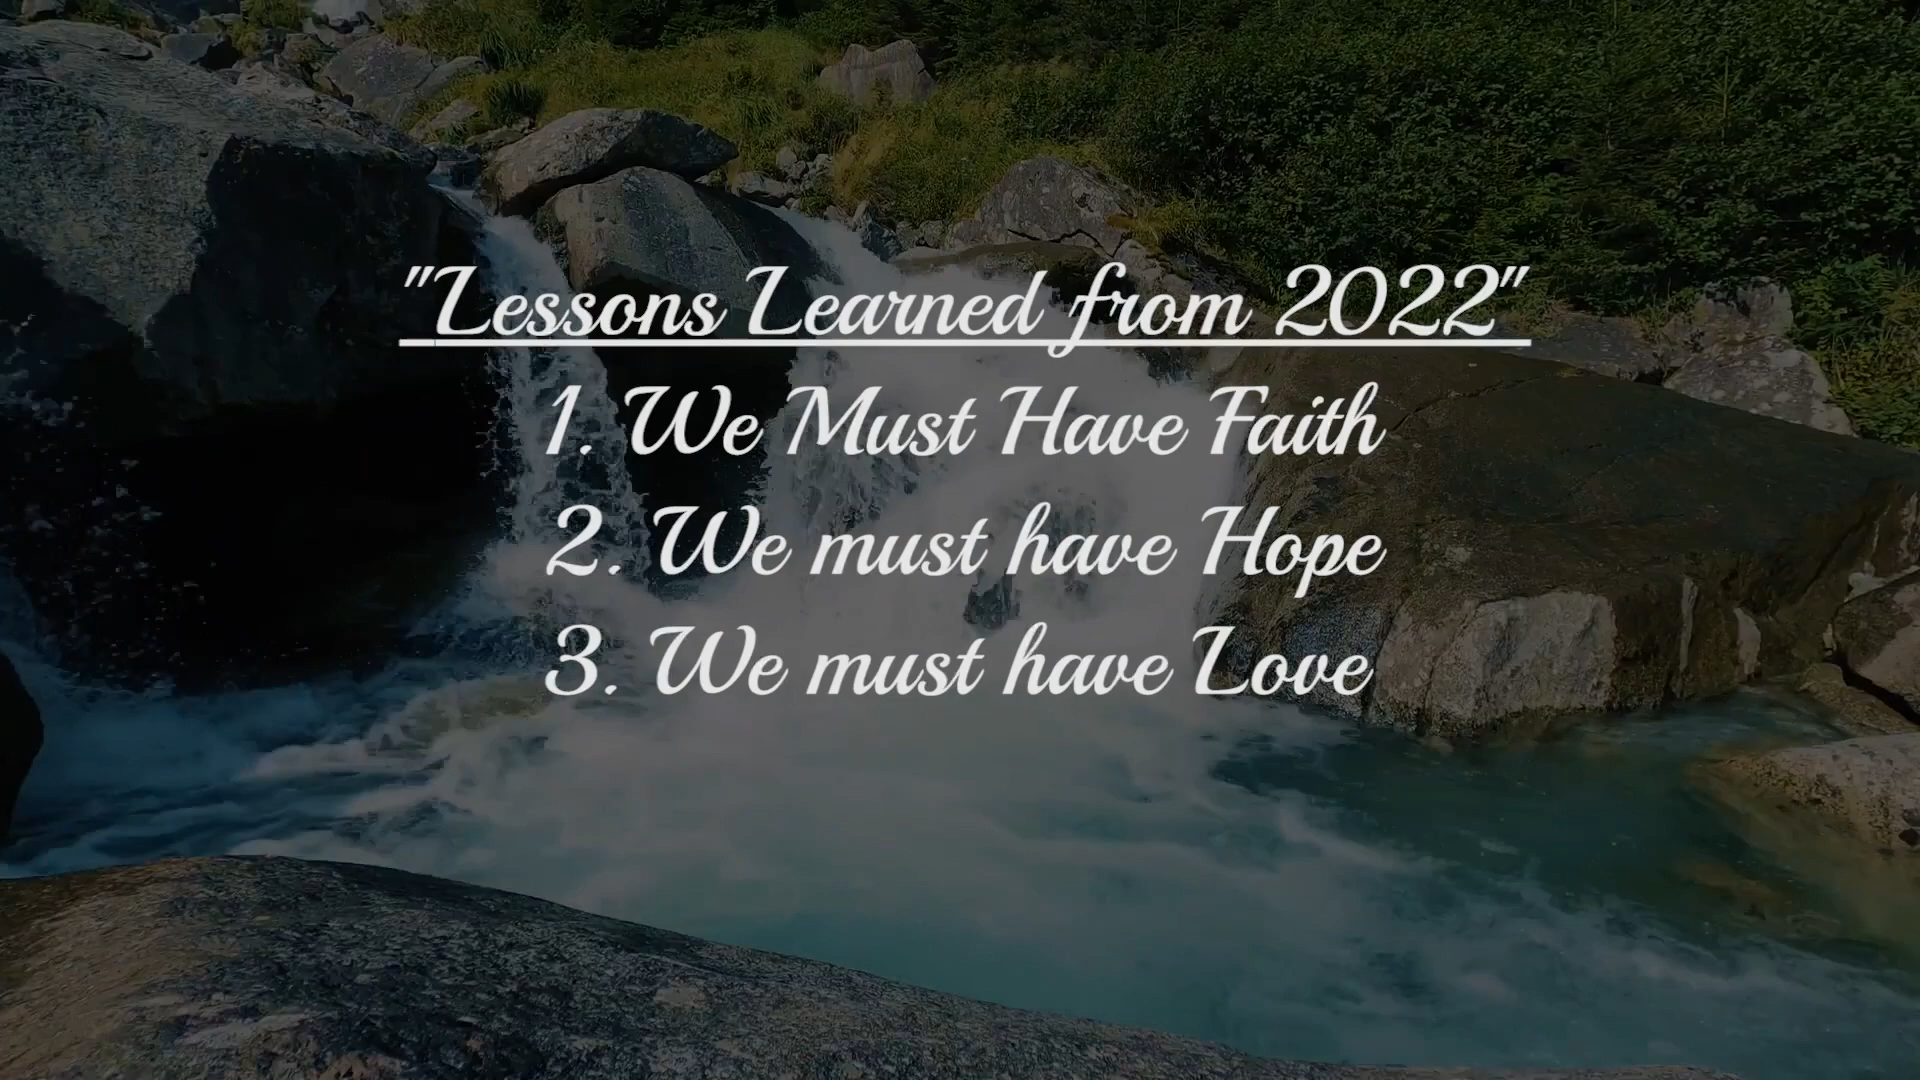 "Lessons Learned from 2022"
1. We Must Have Faith
2. We must have Hope
3. We must have Love